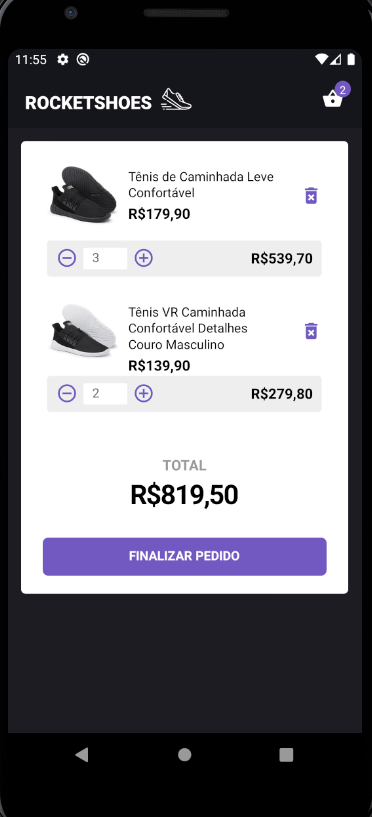 11:55
ROCKETSHOES
2
Tênis de Caminhada Leve
Confortável
R$179,90
3
R$539,70
Tênis VR Caminhada
Confortável Detalhes
Couro Masculino
R$139,90
2
R$279,80
TOTAL
R$819,50
FINALIZAR PEDIDO